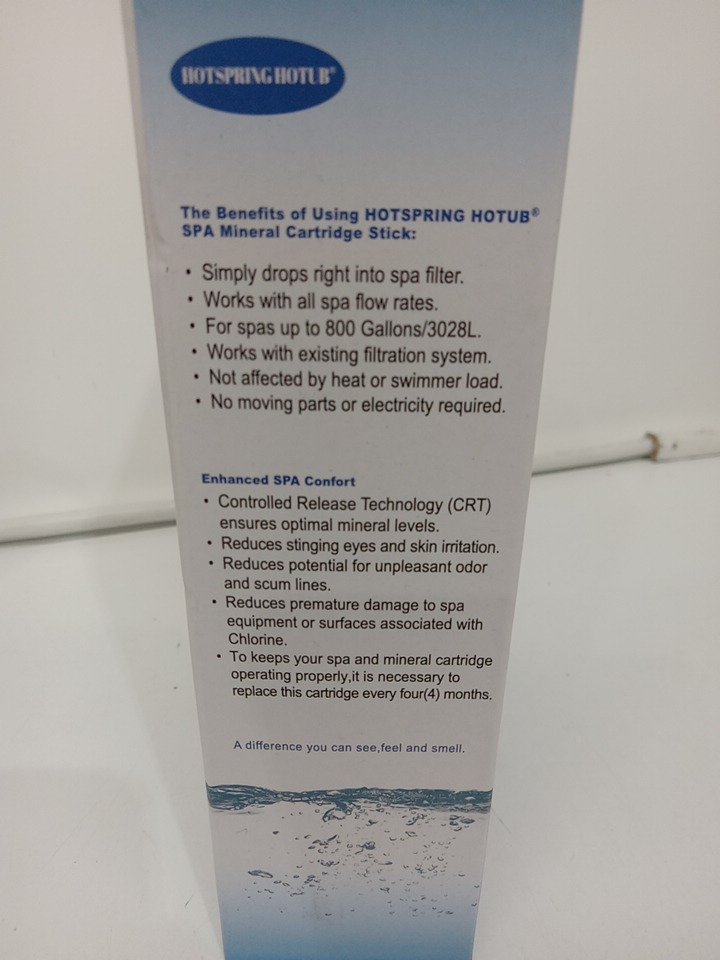 HOTSPRING HOTUB®
The Benefits of Using HOTSPRING HOTUB®
SPA Mineral Cartridge Stick:
• Simply drops right into spa filter.
• Works with all spa flow rates.
• For spas up to 800 Gallons/3028L.
• Works with existing filtration system.
• Not affected by heat or swimmer load.
• No moving parts or electricity required.
Enhanced SPA Confort
• Controlled Release Technology (CRT)
ensures optimal mineral levels.
• Reduces stinging eyes and skin irritation.
• Reduces potential for unpleasant odor
and scum lines.
• Reduces premature damage to spa
equipment or surfaces associated with
Chlorine.
• To keeps your spa and mineral cartridge
operating properly,it is necessary to
replace this cartridge every four(4) months.
A difference you can see,feel and smell.